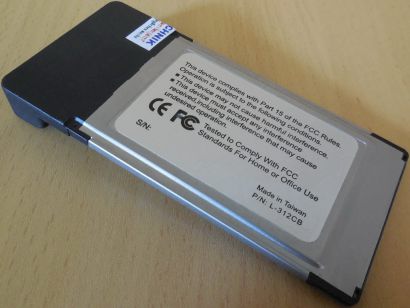 CHNIK
This device complies with Part 15 of the FCC Rules.
Operation is subject to the following conditions.
■ This device may not cause harmful interference.
■ This device must accept any interference
received, including interference that may cause
undesired operation.
CE FC Tested to Comply With FCC
Standards For Home or Office Use
S/N:
Made in Taiwan
P/N: L-312CB